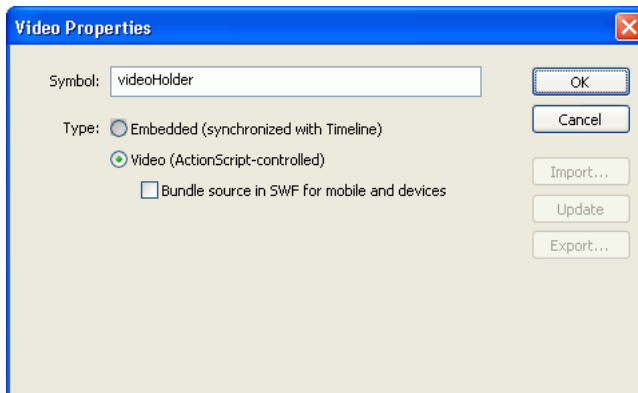 Video Properties
Symbol: videoHolder
OK
Type: Embedded (synchronized with Timeline)
Cancel
Video (ActionScript-controlled)
Import...
Bundle source in SWF for mobile and devices
Update
Export...